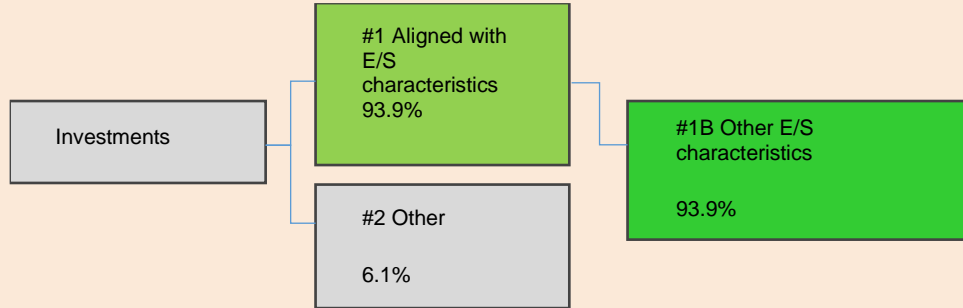 #1 Aligned with
E/S
characteristics
93.9%
Investments
#1B Other E/S
characteristics
93.9%
#2 Other
6.1%